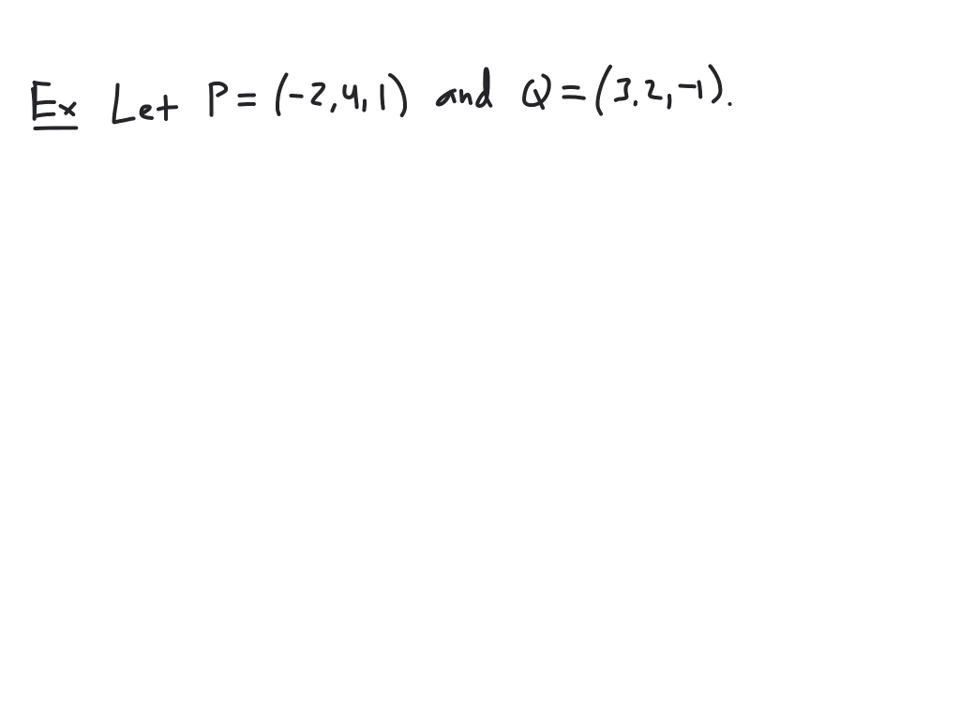 Ex Let P = (-2, 4, 1) and Q = (3, 2, -1).